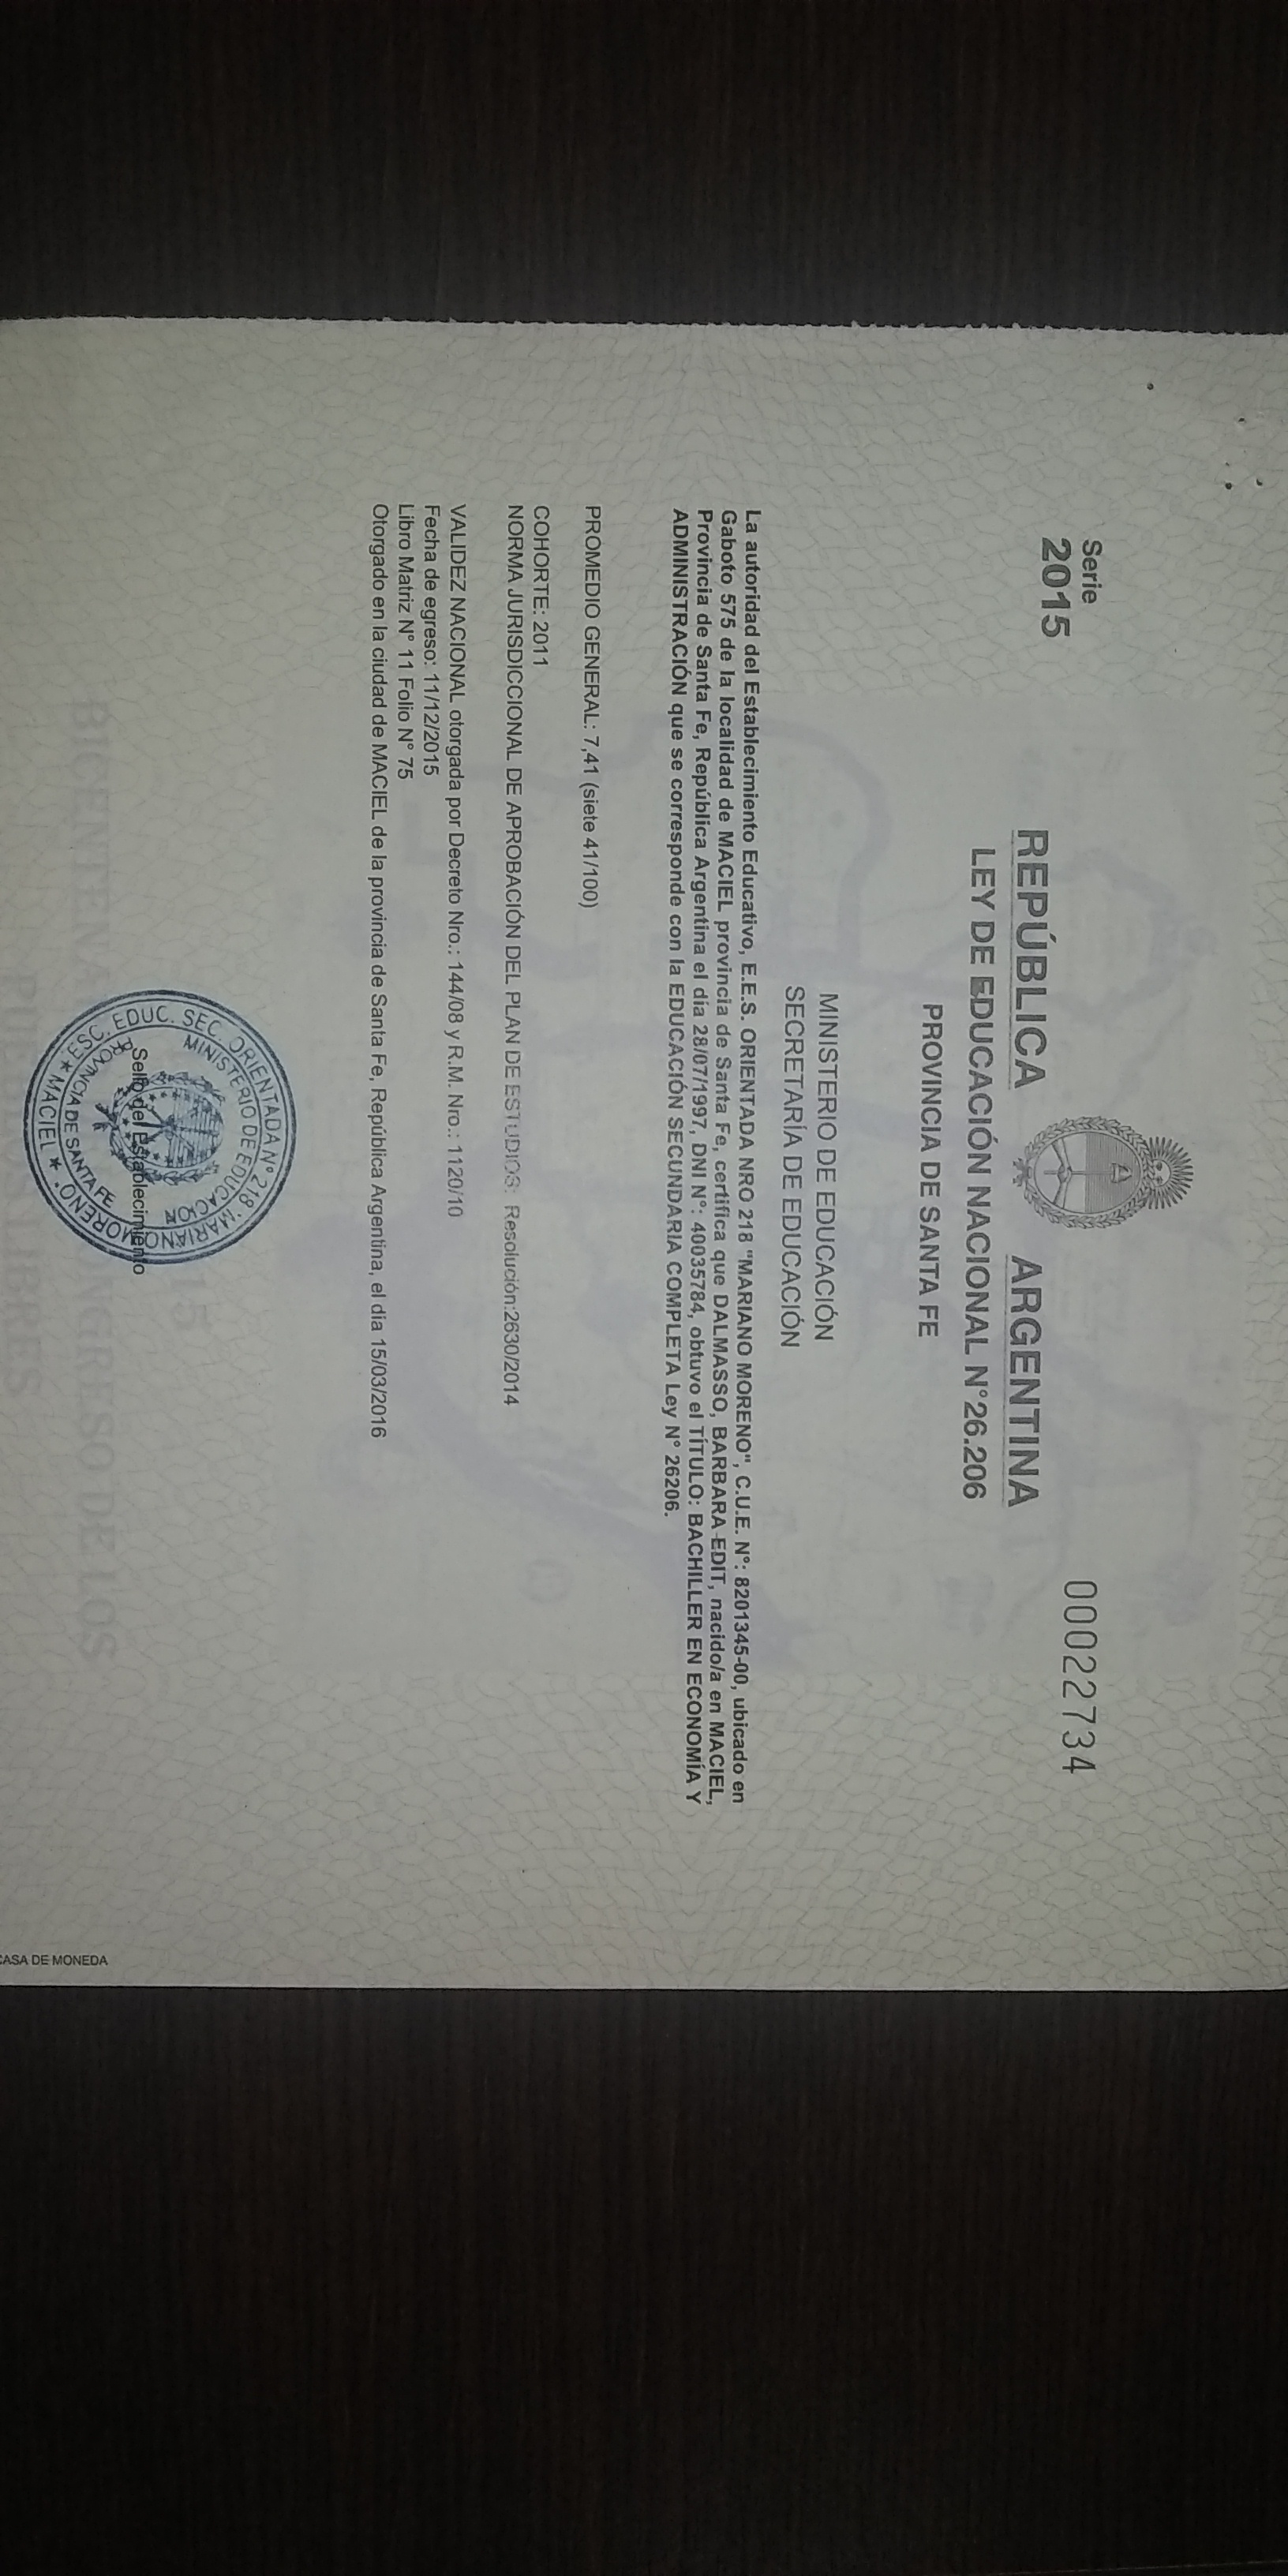 Serie
2015
00022734
REPÚBLICA ARGENTINA
LEY DE EDUCACIÓN NACIONAL N°26.206
PROVINCIA DE SANTA FE
MINISTERIO DE EDUCACIÓN
SECRETARÍA DE EDUCACIÓN
La autoridad del Establecimiento Educativo, E.E.S. ORIENTADA NRO 218 "MARIANO MORENO", C.U.E. N°: 8201345-00, ubicado en
Gaboto 575 de la localidad de MACIEL provincia de Santa Fe, certifica que DALMASSO, BARBARA EDIT, nacido/a en MACIEL,
Provincia de Santa Fe, República Argentina el día 28/07/1997, DNI N°: 40035784, obtuvo el TÍTULO: BACHILLER EN ECONOMÍA Y
ADMINISTRACIÓN que se corresponde con la EDUCACIÓN SECUNDARIA COMPLETA Ley N° 26206.
PROMEDIO GENERAL: 7,41 (siete 41/100)
COHORTE: 2011
NORMA JURISDICCIONAL DE APROBACIÓN DEL PLAN DE ESTUDIOS: Resolución:2630/2014
VALIDEZ NACIONAL otorgada por Decreto Nro.: 144/08 y R.M. Nro.: 1120/10
Fecha de egreso: 11/12/2015
Libro Matriz N° 11 Folio N° 75
Otorgado en la ciudad de MACIEL de la provincia de Santa Fe, República Argentina, el día 15/03/2016
ESC. EDUC. SEC. ORIENTADA Nº 218 "MARIANO MORENO"
MINISTERIO DE EDUCACION
PROVINCIA DE SANTA FE
★ MACIEL ★
Sello del Establecimiento
BICENTENARIO DEL CONGRESO DE LOS
PUEBLOS LIBRES
CASA DE MONEDA